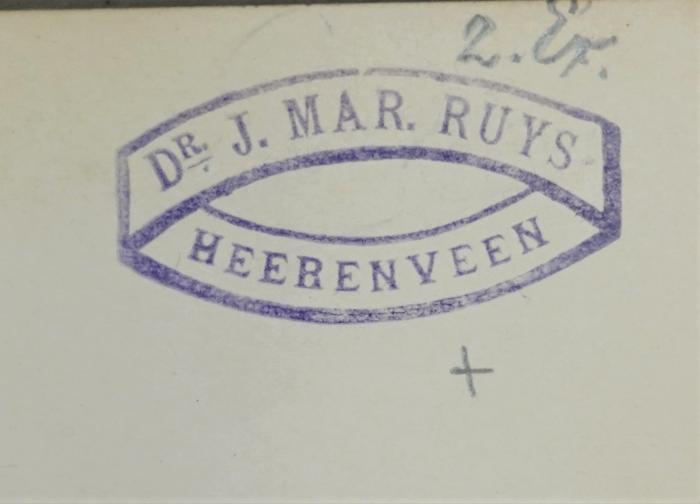 2. Ex.
DR. J. MAR. RUYS
HEERENVEEN
+